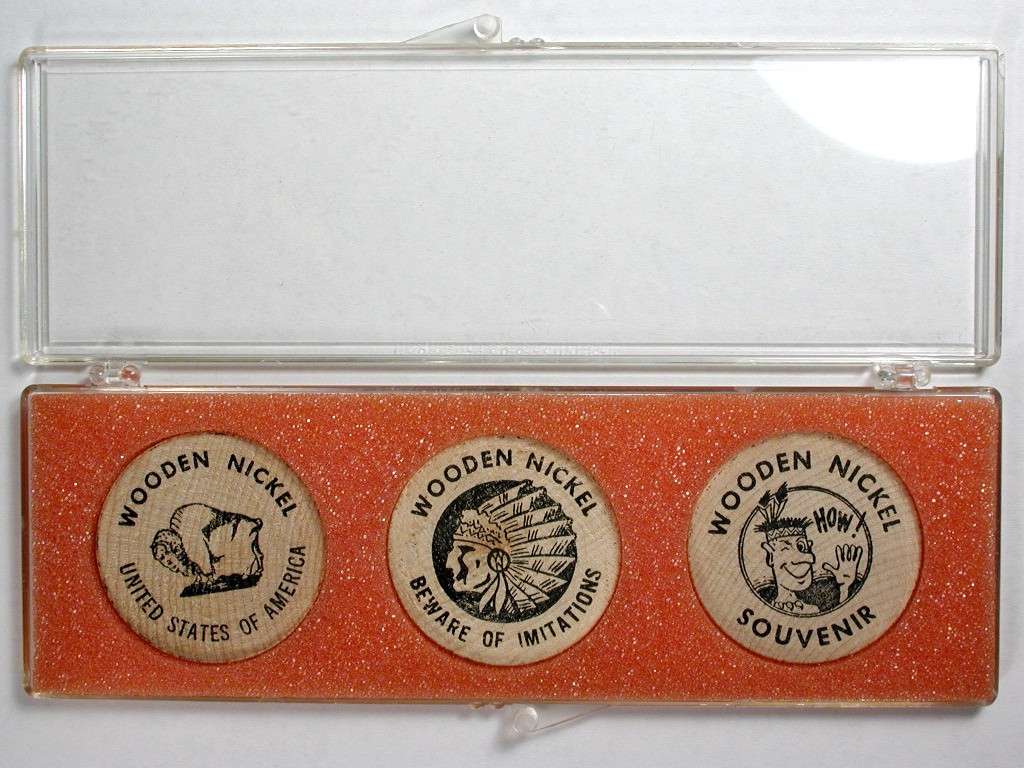 WOODEN NICKEL
UNITED STATES OF AMERICA
WOODEN NICKEL
BEWARE OF IMITATIONS
WOODEN NICKEL
HOW!
SOUVENIR